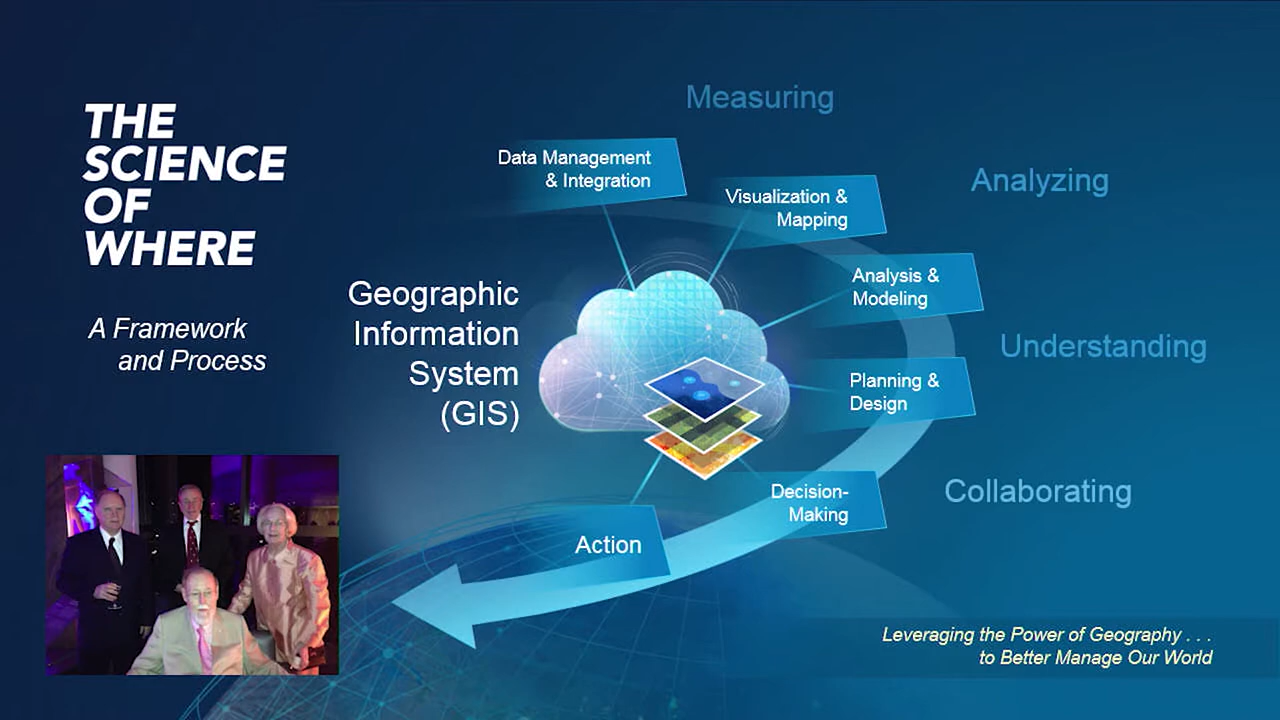 THE
SCIENCE
OF
WHERE
A Framework
and Process
Geographic
Information
System
(GIS)
Measuring
Data Management
& Integration
Visualization &
Mapping
Analyzing
Analysis &
Modeling
Understanding
Planning &
Design
Collaborating
Decision-
Making
Action
Leveraging the Power of Geography . . .
to Better Manage Our World